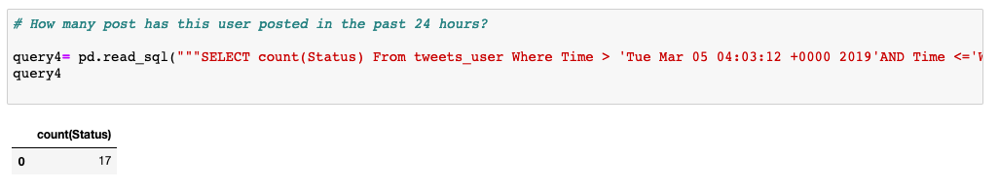 # How many post has this user posted in the past 24 hours?
query4= pd.read_sql("""SELECT count(Status) From tweets_user Where Time > 'Tue Mar 05 04:03:12 +0000 2019'AND Time <='
query4
count(Status)
0 17